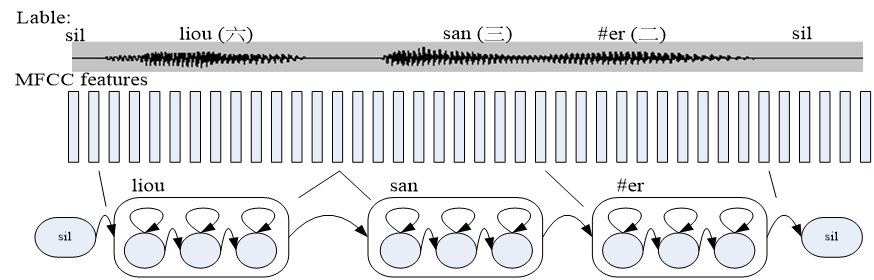 Lable:
sil liou (六) san (三) #er (二) sil
MFCC features
liou san #er
sil sil